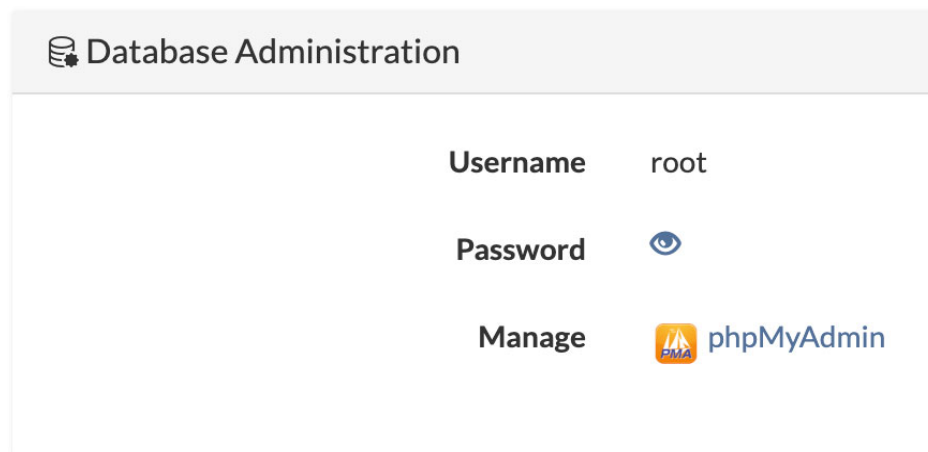 Database Administration
Username root
Password
Manage PMA phpMyAdmin